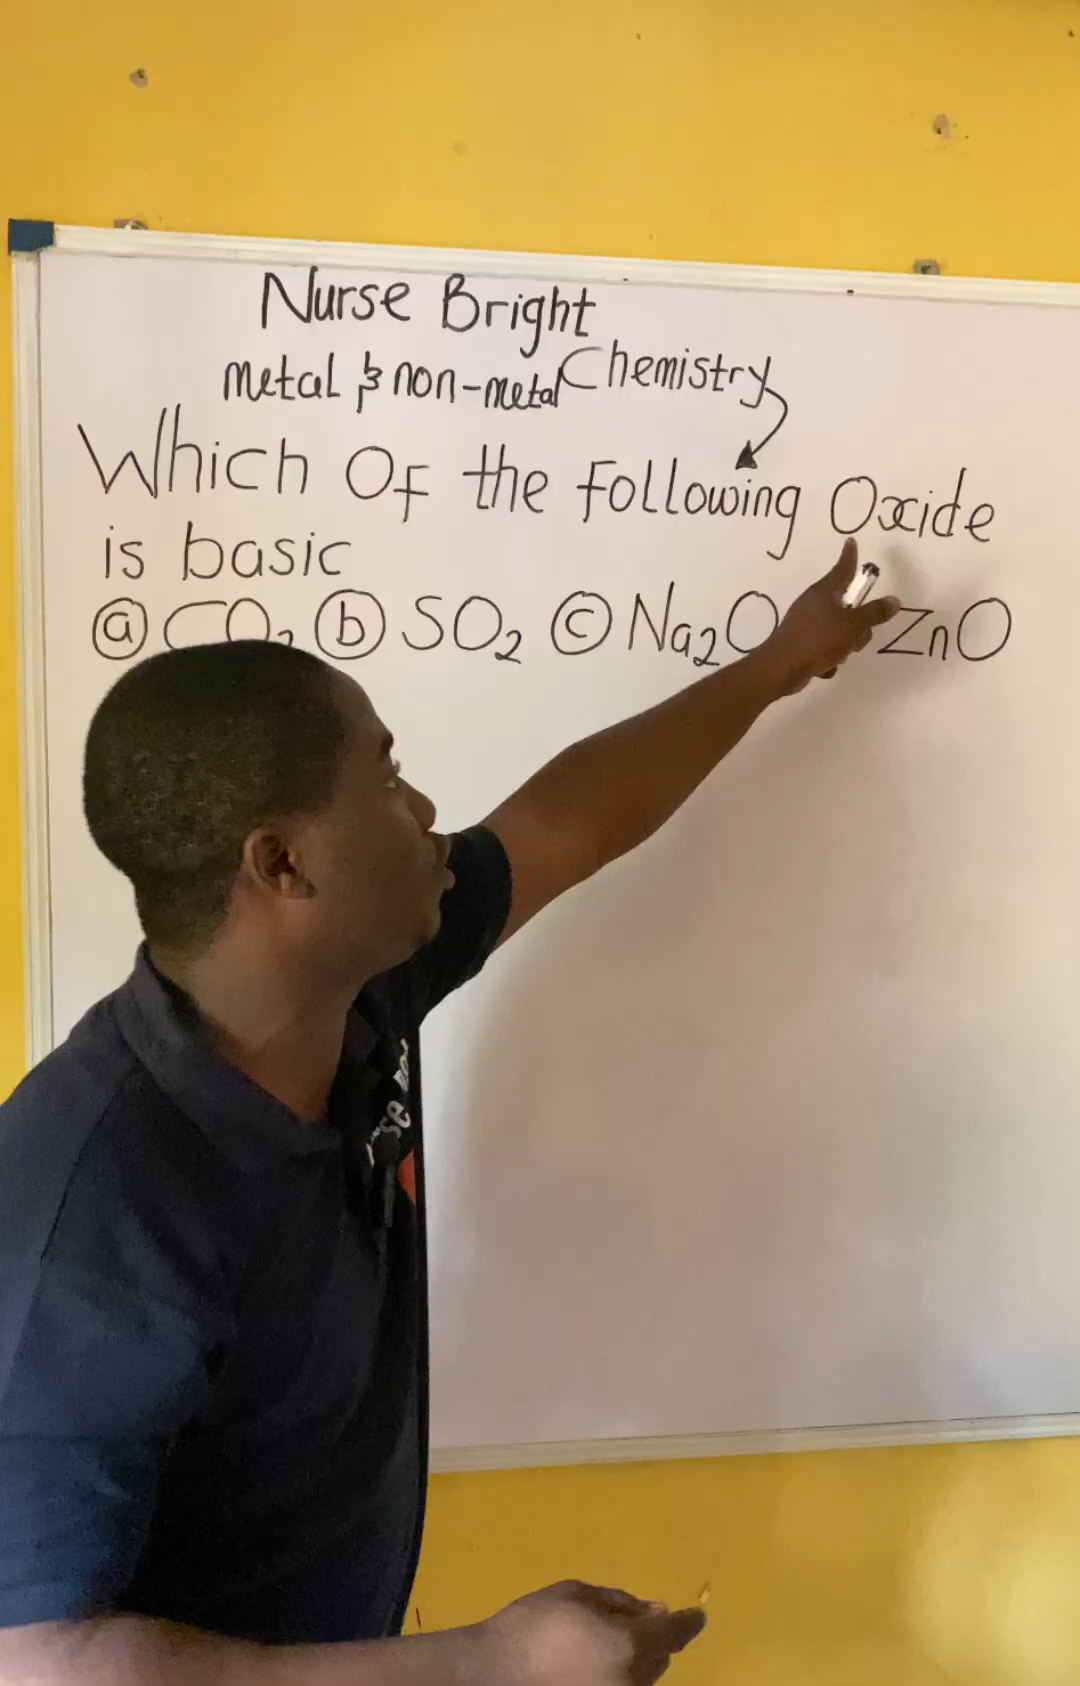 Nurse Bright
metal & non-metal Chemistry
Which Of the Following Oxide
is basic
ⓐ CO₂ ⓑ SO₂ ⓒ Na₂O ZnO